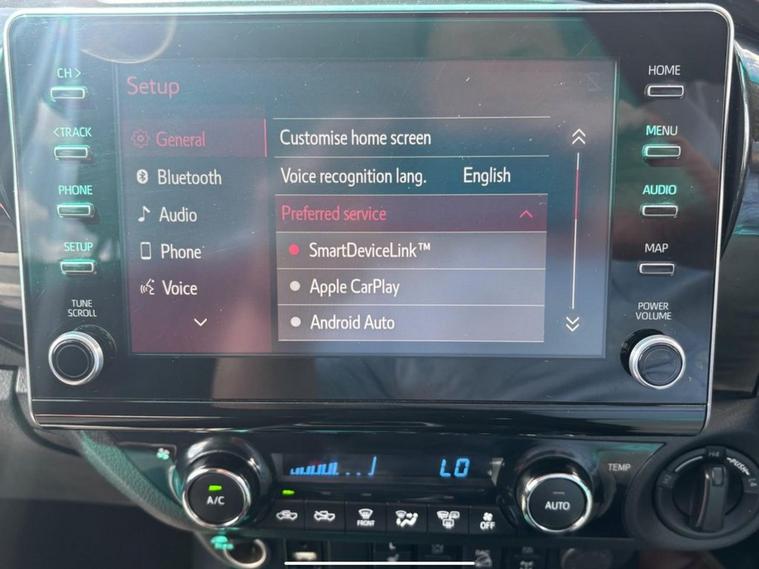 Setup
General
Bluetooth
Audio
Phone
Voice
Customise home screen
Voice recognition lang. English
Preferred service
SmartDeviceLink™
Apple CarPlay
Android Auto
CH >
< TRACK
PHONE
SETUP
TUNE
SCROLL
HOME
MENU
AUDIO
MAP
POWER
VOLUME
LO
A/C
AUTO
TEMP
FRONT
OFF
H4